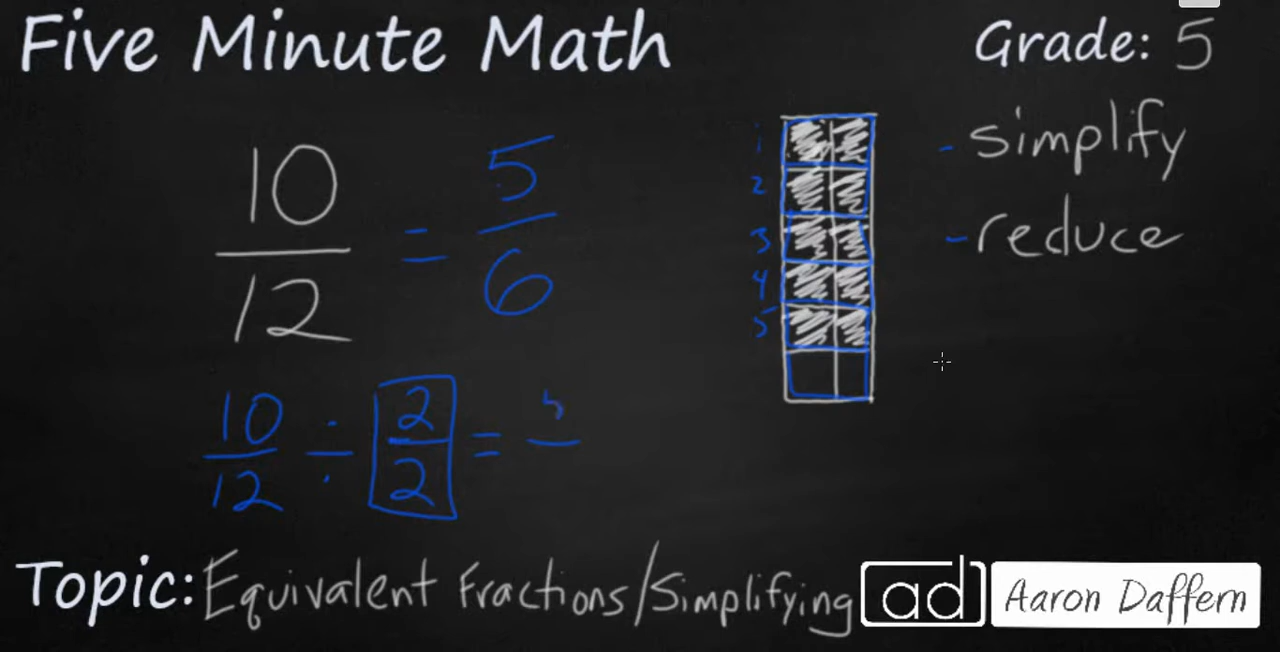 Five Minute Math
Grade: 5
10/12 = 5/6
1
2
3
4
5
- simplify
- reduce
10/12 ÷ 2/2 = 5/
Topic: Equivalent Fractions/Simplifying
ad Aaron Daffern